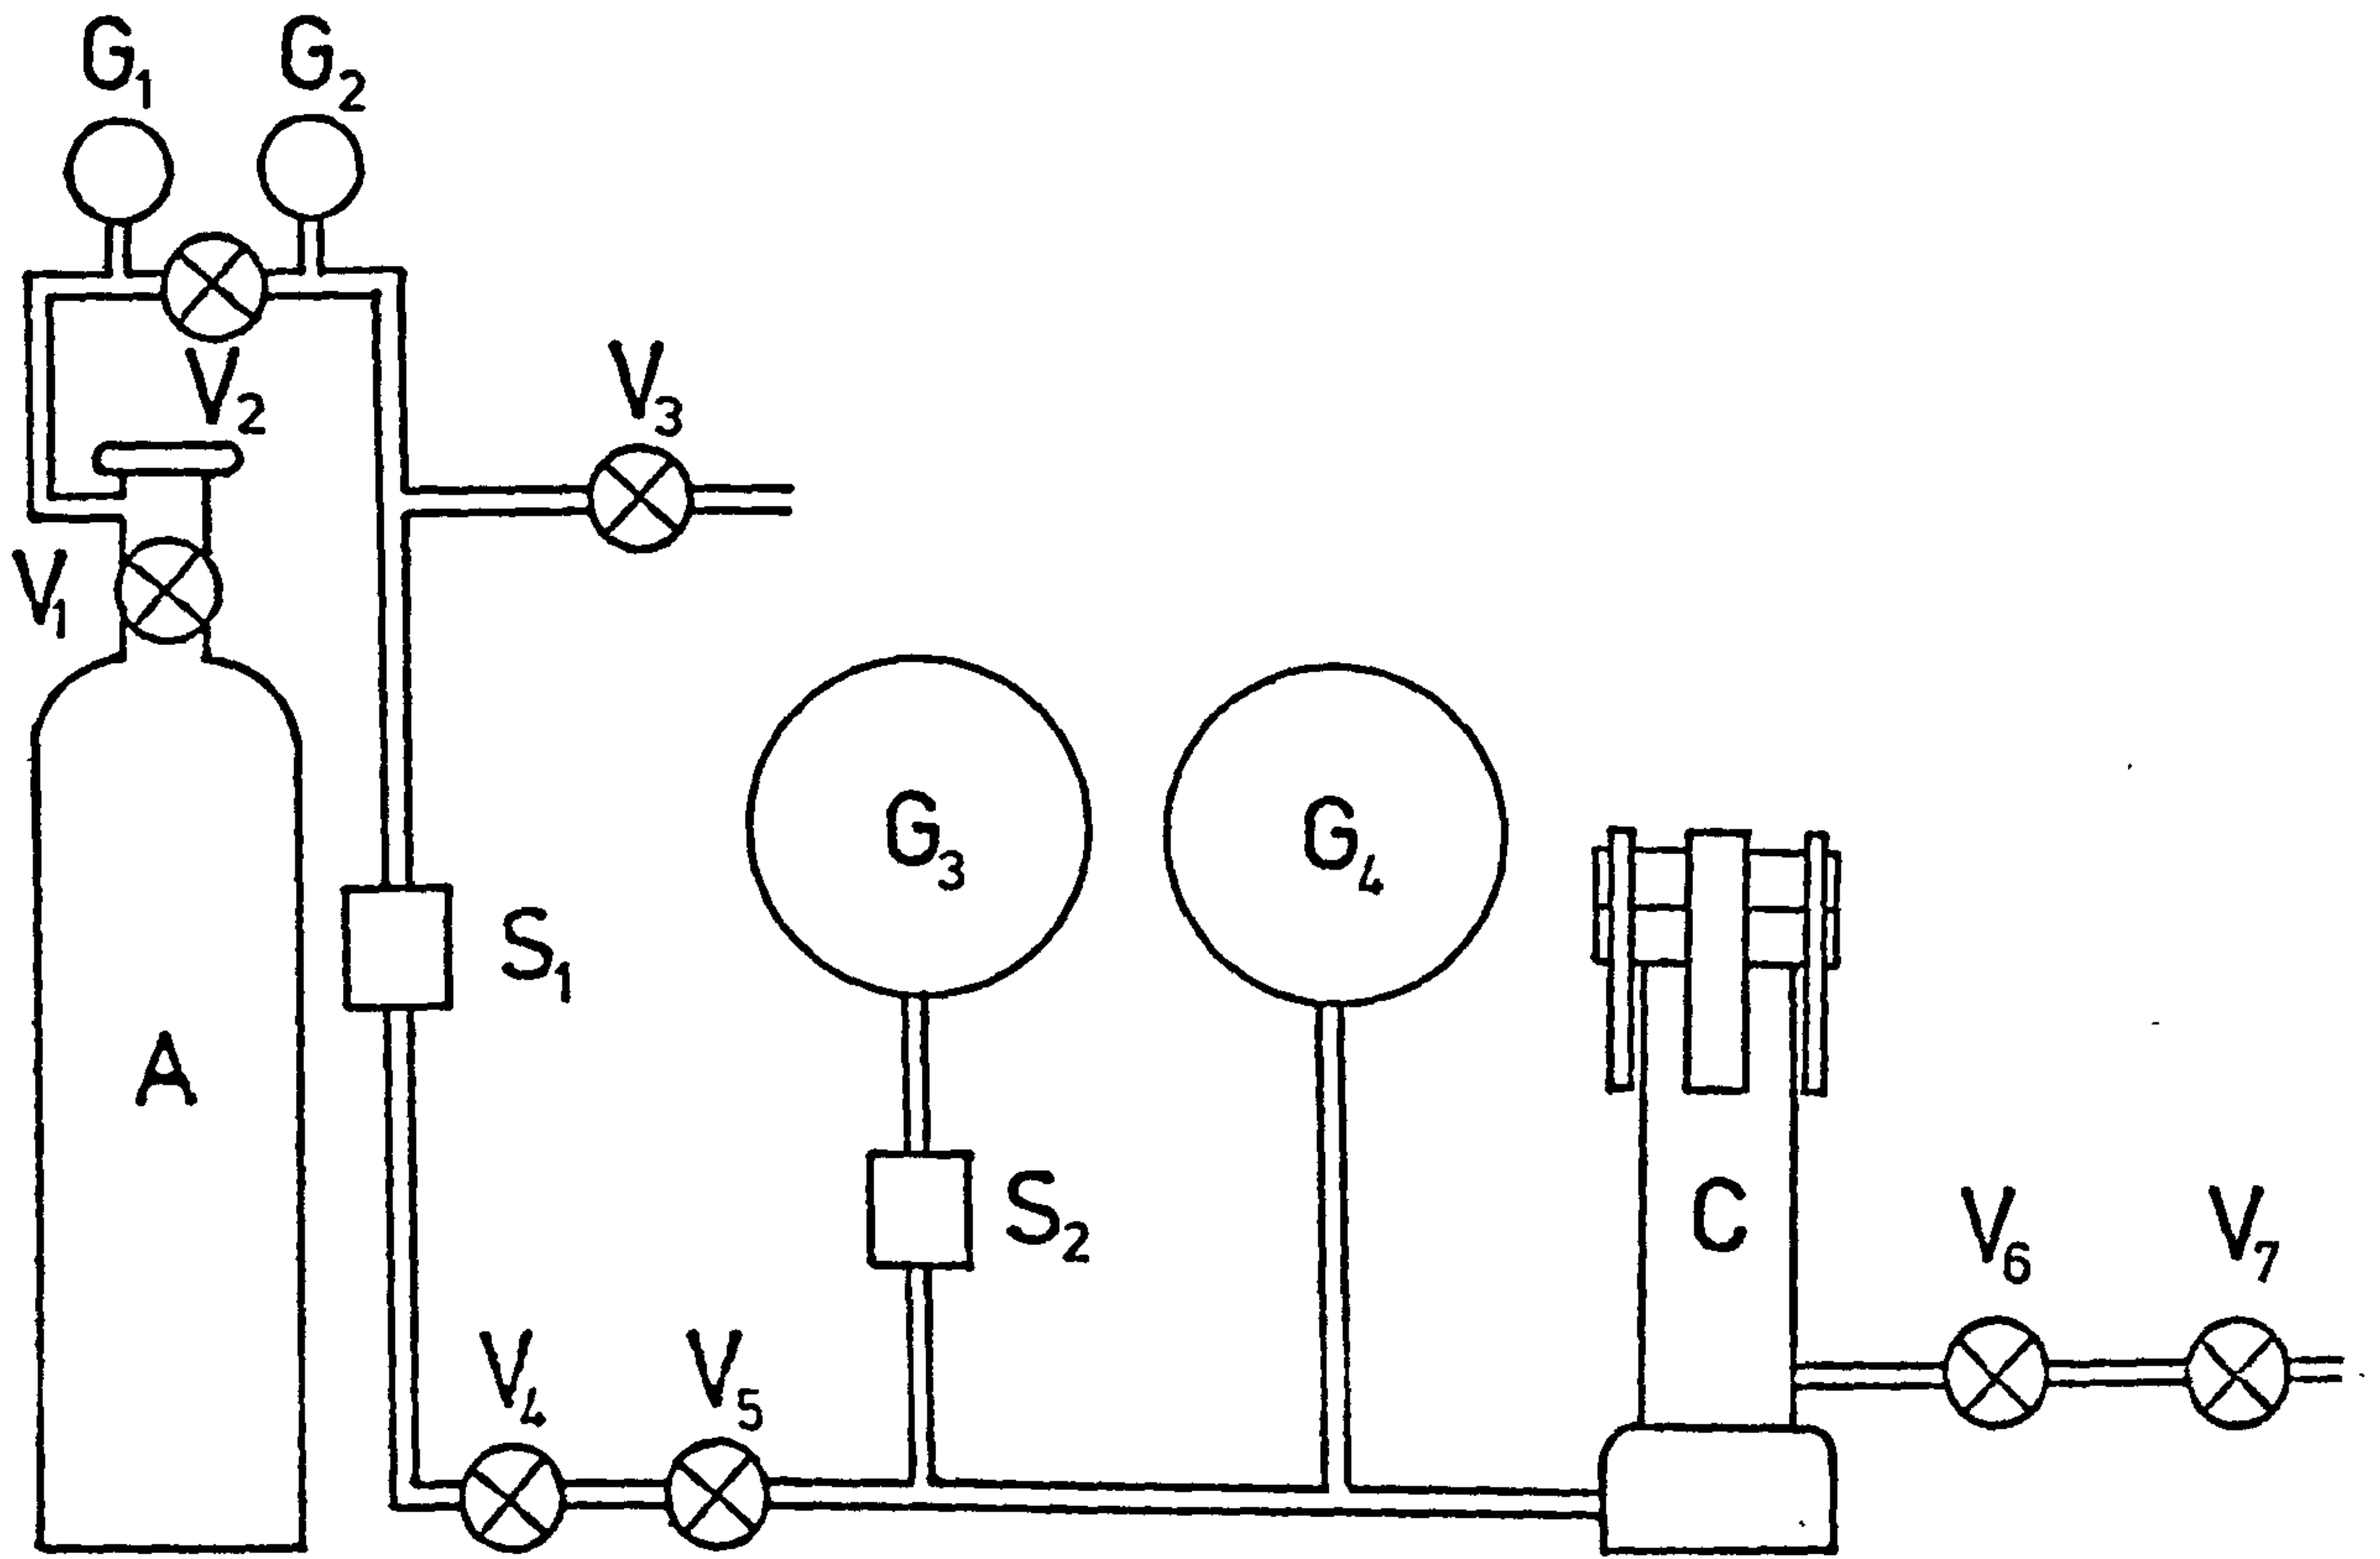 G₁
G₂
V₂
V₃
V₁
G₃
G₄
S₁
A
S₂
C
V₆
V₇
V₄
V₅